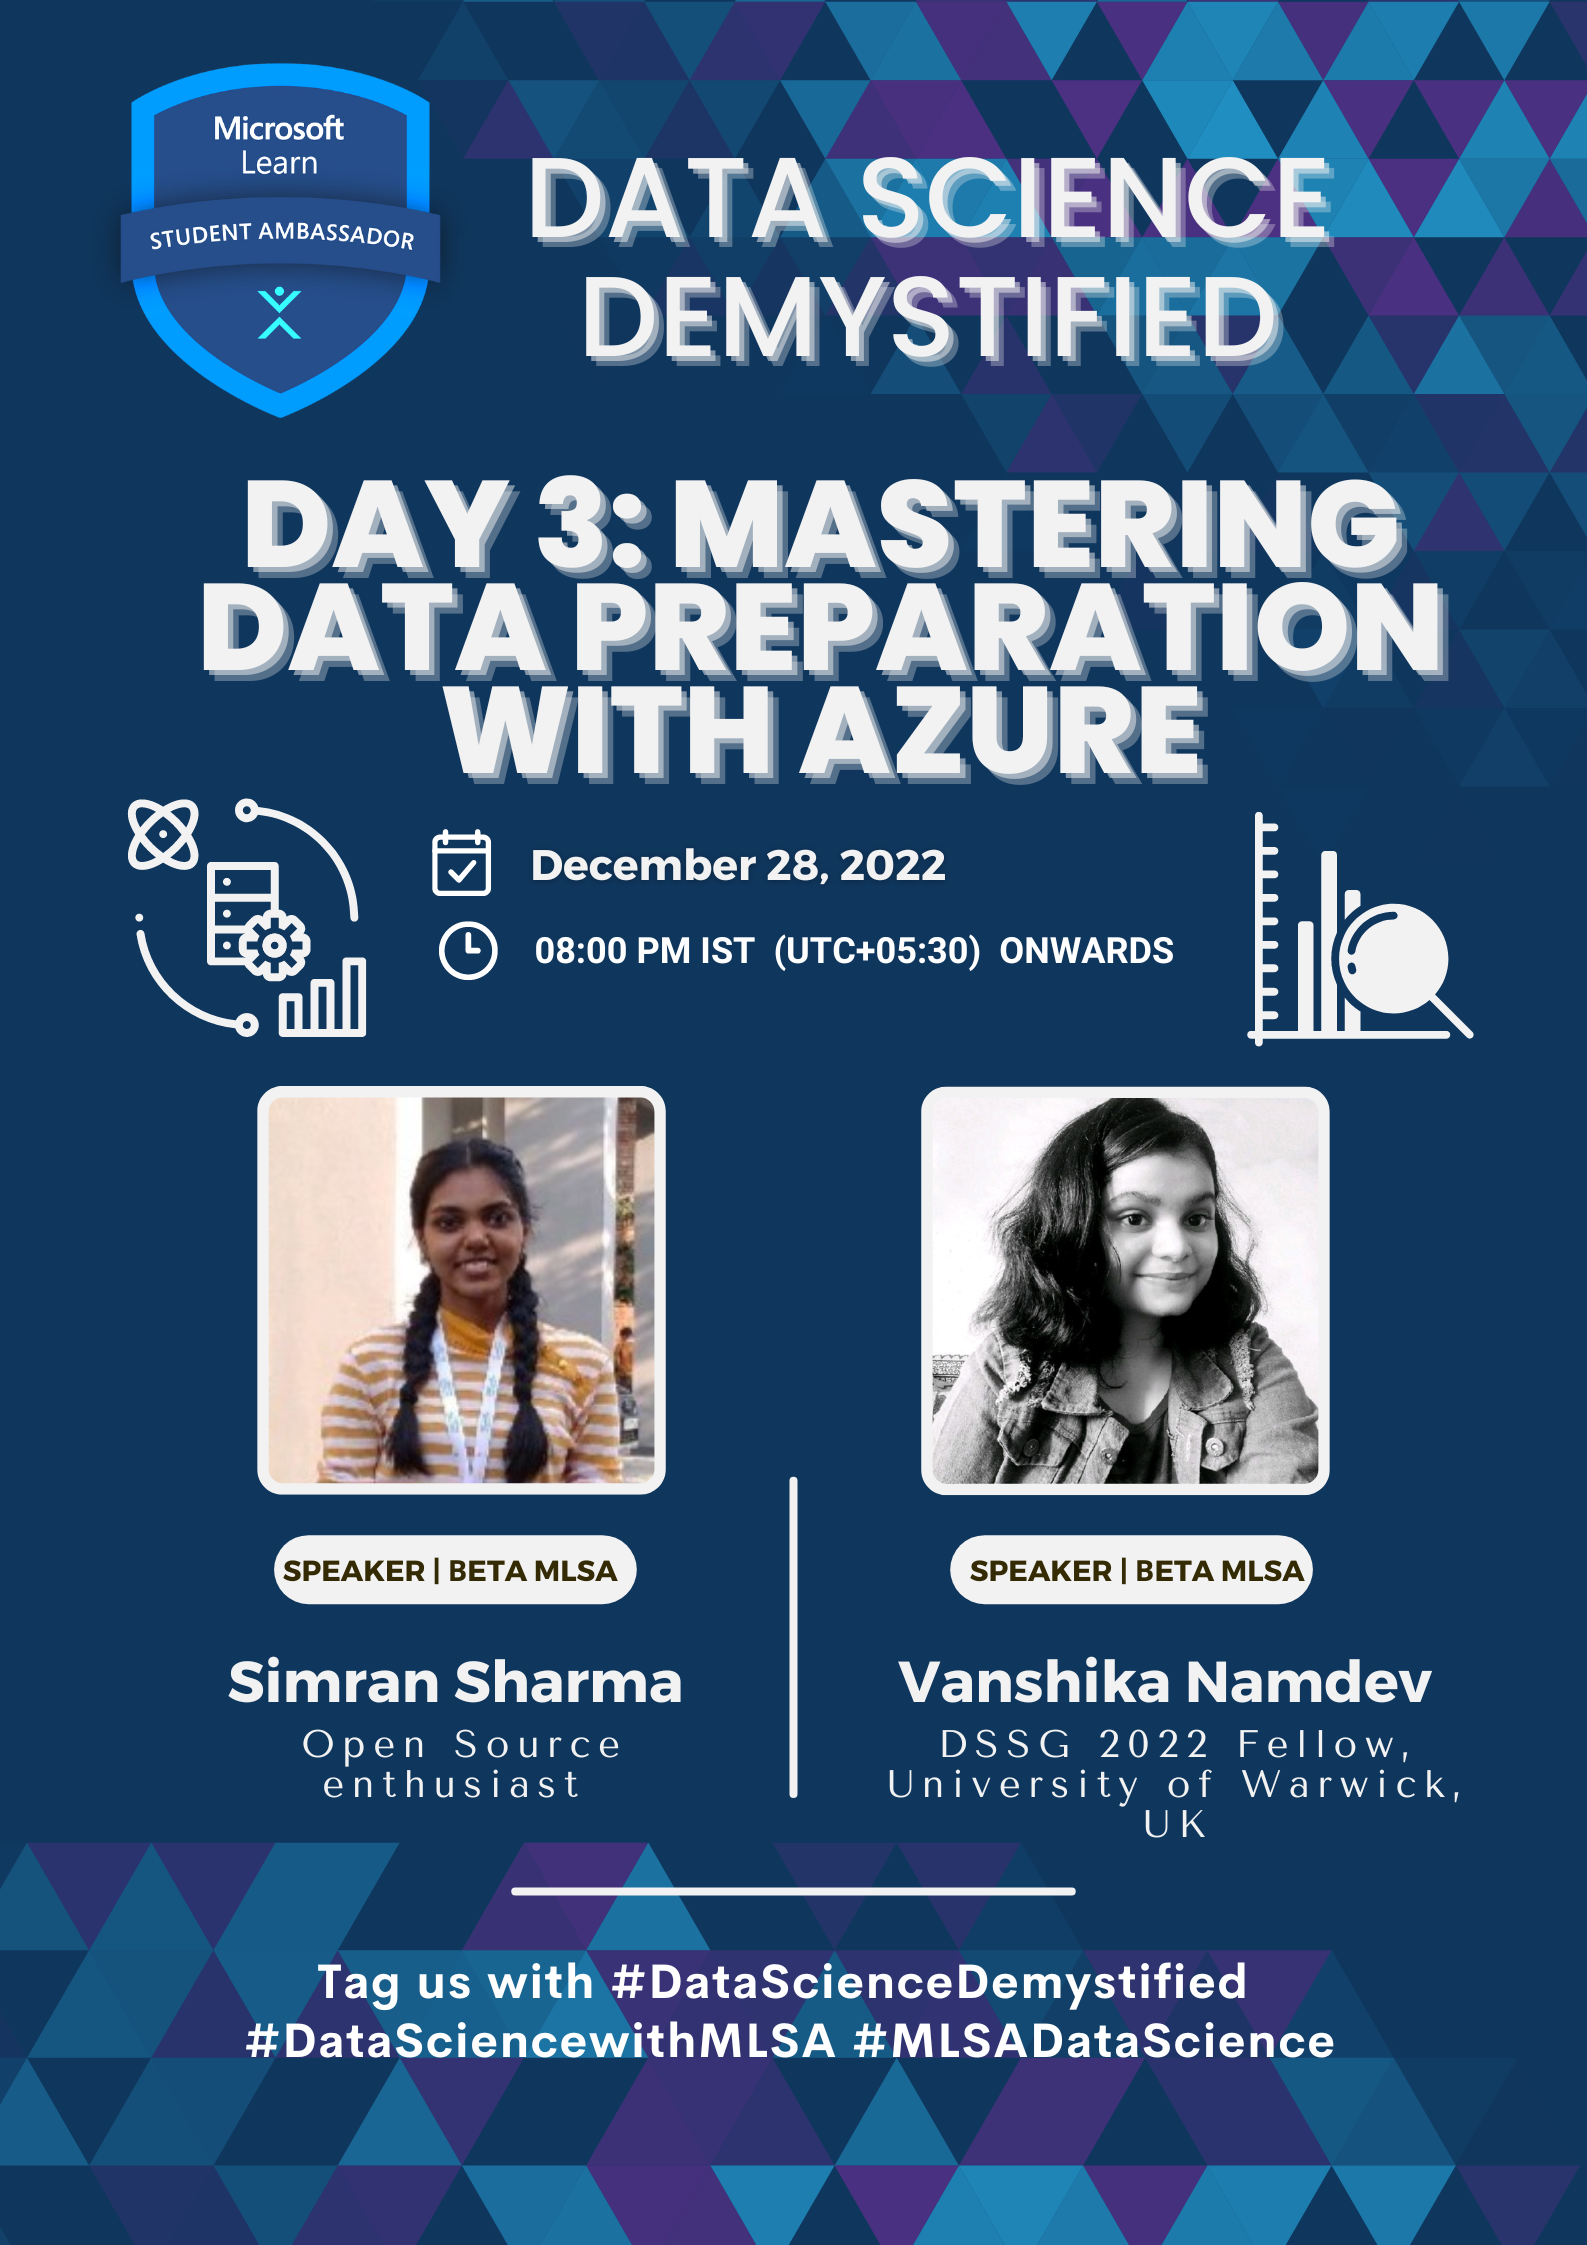 Microsoft
Learn
STUDENT AMBASSADOR
DATA SCIENCE
DEMYSTIFIED
DAY 3: MASTERING
DATA PREPARATION
WITH AZURE
December 28, 2022
08:00 PM IST (UTC+05:30) ONWARDS
SPEAKER | BETA MLSA
Simran Sharma
Open Source
enthusiast
SPEAKER | BETA MLSA
Vanshika Namdev
DSSG 2022 Fellow,
University of Warwick,
UK
Tag us with #DataScienceDemystified
#DataSciencewithMLSA #MLSADataScience